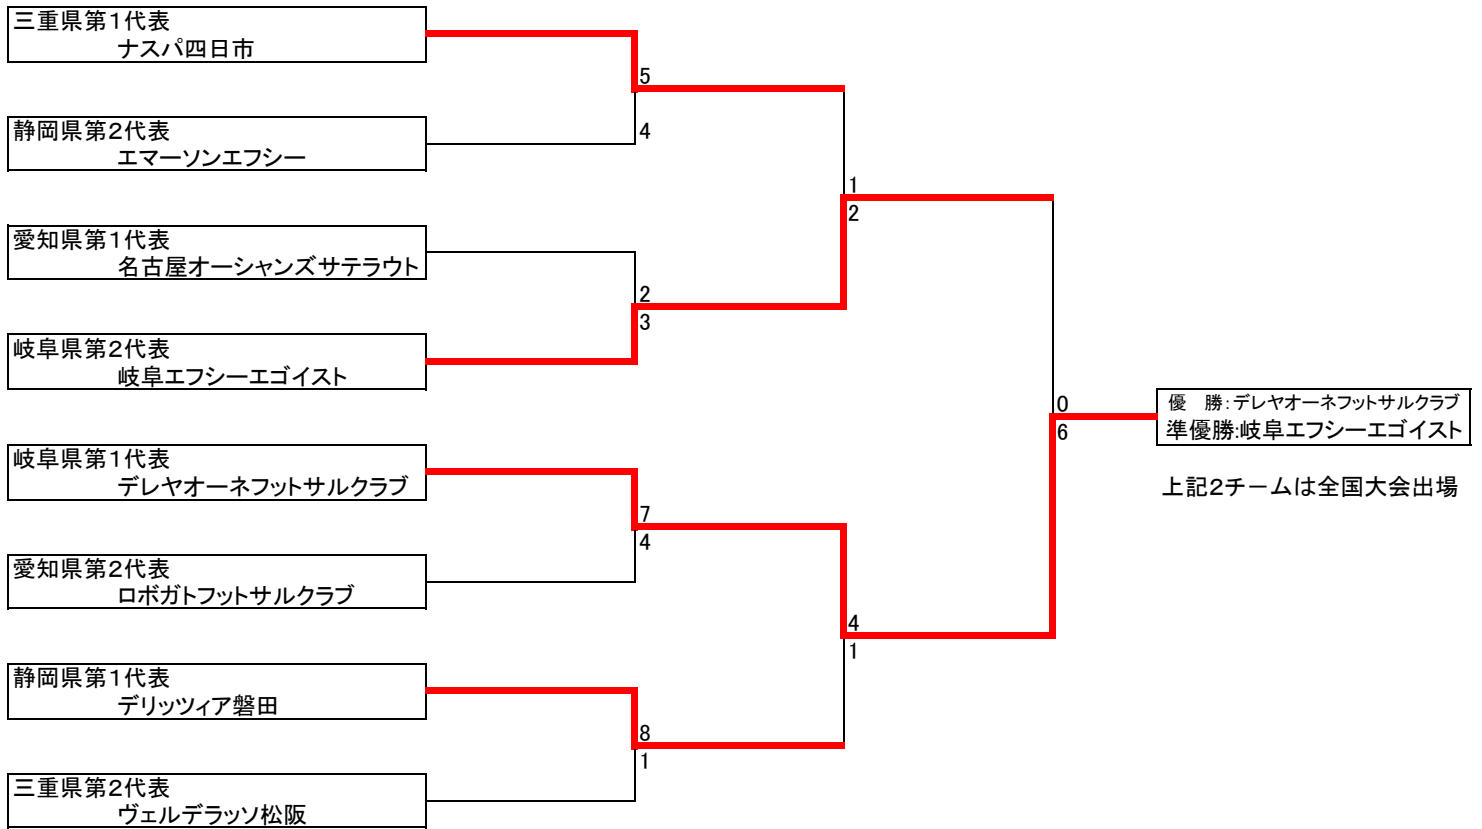 三重県第1代表
ナスパ四日市
5
4
静岡県第2代表
エマーソンエフシー
1
2
愛知県第1代表
名古屋オーシャンズサテラウト
2
3
岐阜県第2代表
岐阜エフシーエゴイスト
0
6
優　勝:デレヤオーネフットサルクラブ
準優勝:岐阜エフシーエゴイスト
上記2チームは全国大会出場
岐阜県第1代表
デレヤオーネフットサルクラブ
7
4
愛知県第2代表
ロボガトフットサルクラブ
4
1
静岡県第1代表
デリッツィア磐田
8
1
三重県第2代表
ヴェルデラッソ松阪